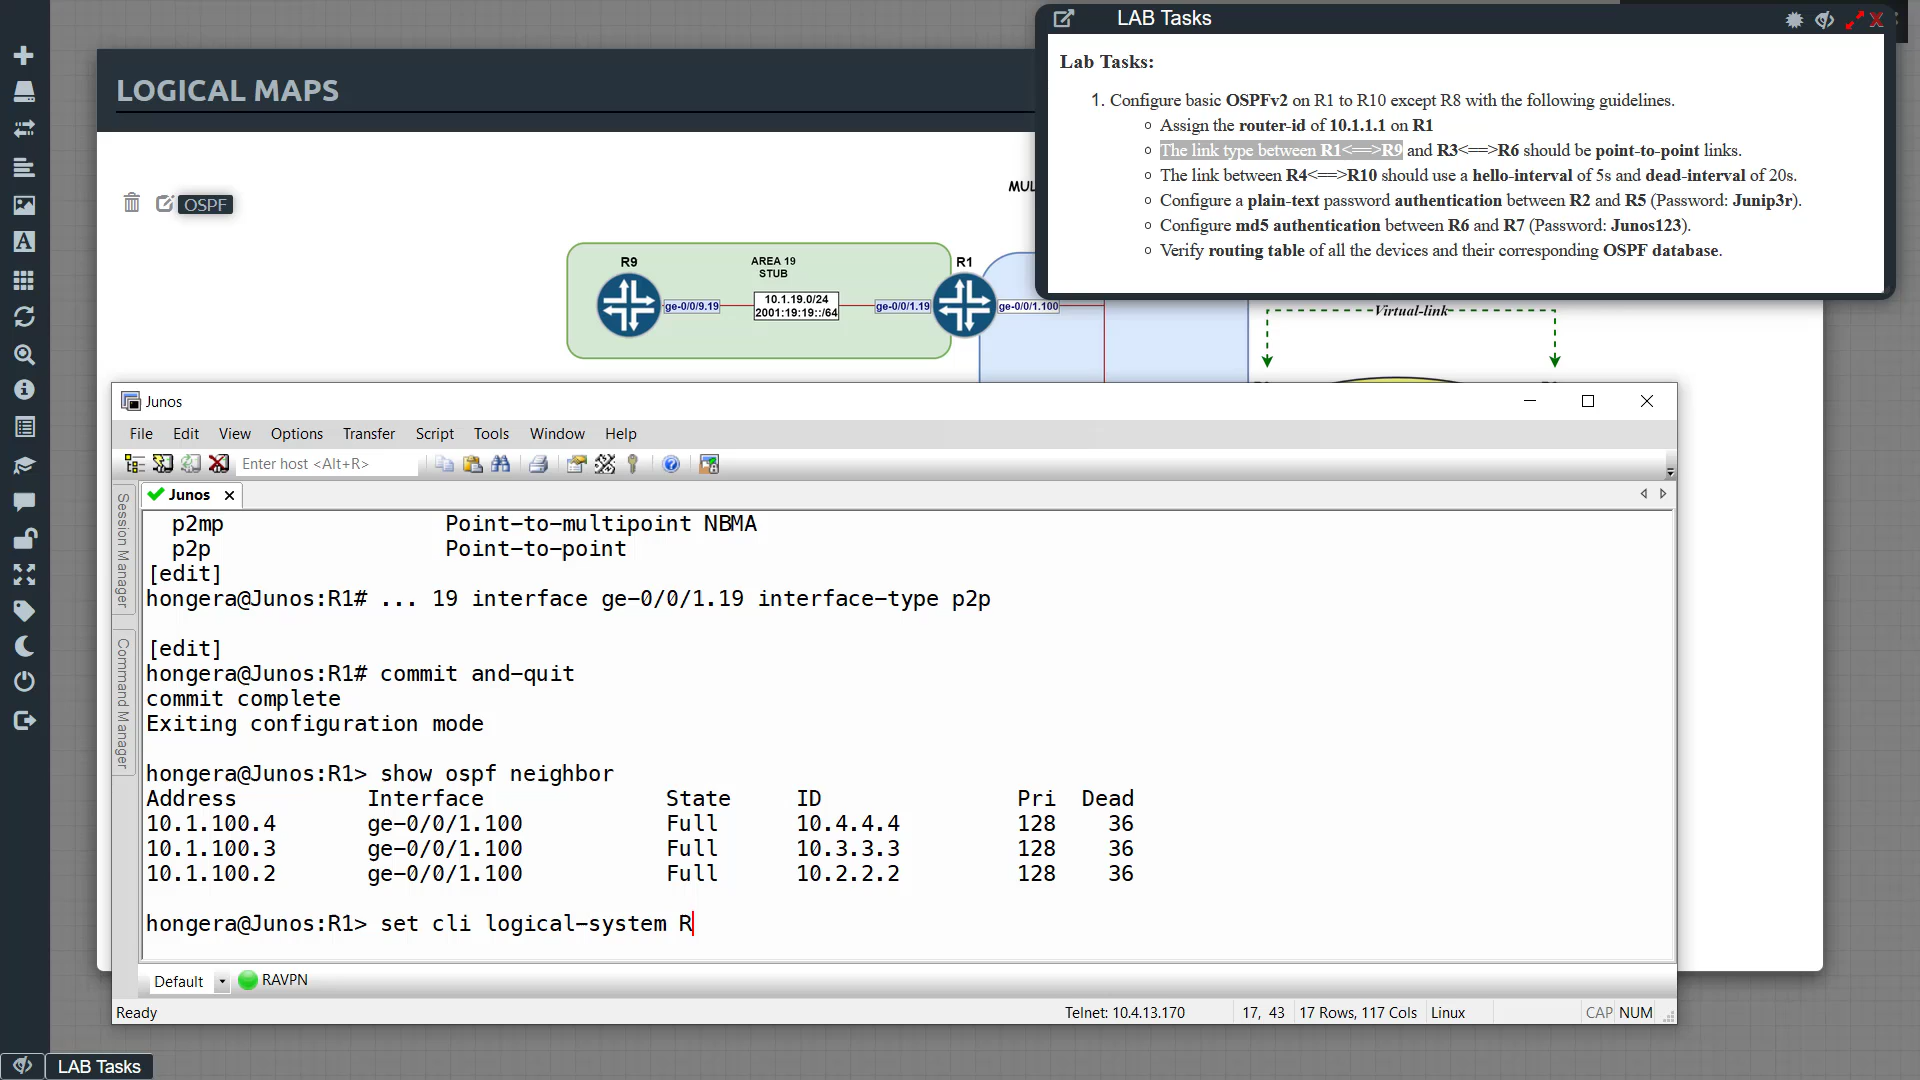 LAB Tasks
Lab Tasks:
1. Configure basic OSPFv2 on R1 to R10 except R8 with the following guidelines.
Assign the router-id of 10.1.1.1 on R1
The link type between R1<==>R9 and R3<==>R6 should be point-to-point links.
The link between R4<==>R10 should use a hello-interval of 5s and dead-interval of 20s.
Configure a plain-text password authentication between R2 and R5 (Password: Junip3r).
Configure md5 authentication between R6 and R7 (Password: Junos123).
Verify routing table of all the devices and their corresponding OSPF database.
LOGICAL MAPS
MUL
OSPF
R9
AREA 19
STUB
R1
ge-0/0/9.19
10.1.19.0/24
2001:19:19::/64
ge-0/0/1.19
ge-0/0/1.100
Virtual-link
Junos
File Edit View Options Transfer Script Tools Window Help
Enter host <Alt+R>
Junos
Session Manager
Command Manager
p2mp Point-to-multipoint NBMA
p2p Point-to-point
[edit]
hongera@Junos:R1# ... 19 interface ge-0/0/1.19 interface-type p2p
[edit]
hongera@Junos:R1# commit and-quit
commit complete
Exiting configuration mode
hongera@Junos:R1> show ospf neighbor
Address Interface State ID Pri Dead
10.1.100.4 ge-0/0/1.100 Full 10.4.4.4 128 36
10.1.100.3 ge-0/0/1.100 Full 10.3.3.3 128 36
10.1.100.2 ge-0/0/1.100 Full 10.2.2.2 128 36
hongera@Junos:R1> set cli logical-system R
Default RAVPN
Ready Telnet: 10.4.13.170 17, 43 17 Rows, 117 Cols Linux CAP NUM
LAB Tasks